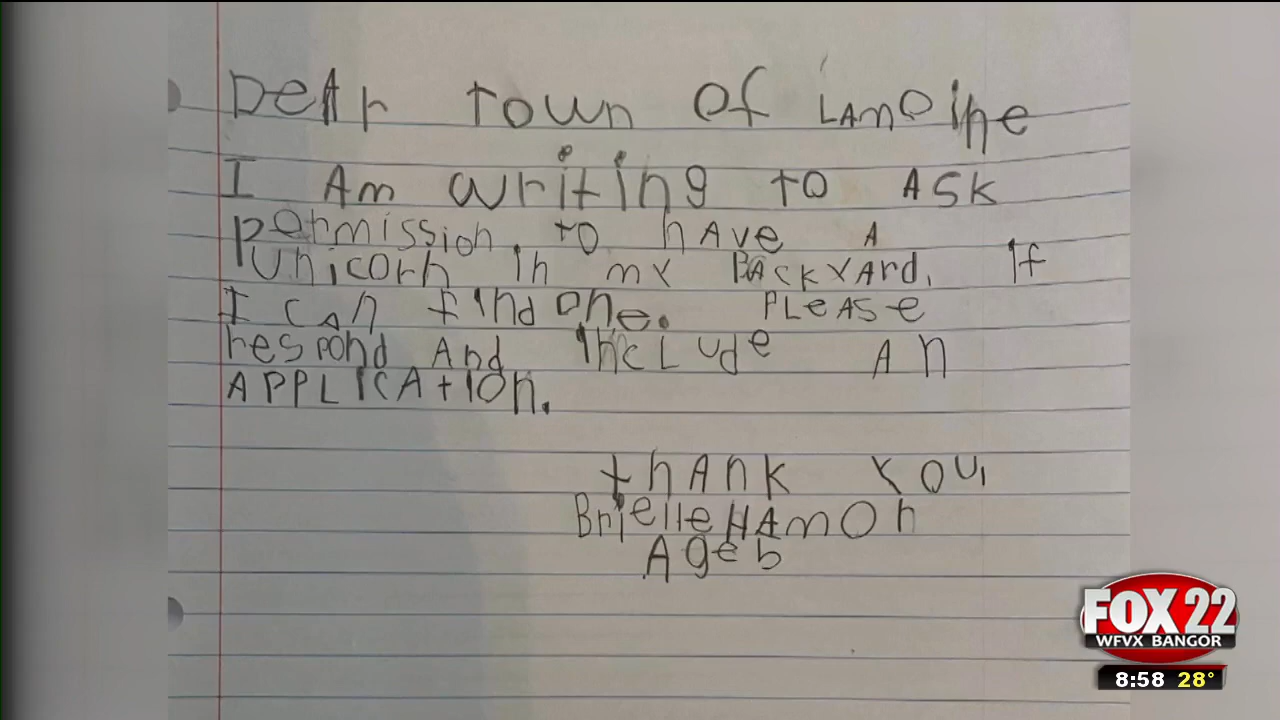 Dear town of Lamoine
I Am writing to Ask
permission. to have A
Unicorn in my BAckyard, if
I can find one. PLeASe
respond And incLude An
APPLICAtion.
thAnk you,
Brielle HAmon
Age 6
FOX 22
WFVX BANGOR
8:58 28°